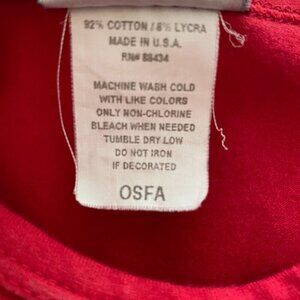 92% COTTON / 8% LYCRA
MADE IN U.S.A.
RN# 88434
MACHINE WASH COLD
WITH LIKE COLORS
ONLY NON-CHLORINE
BLEACH WHEN NEEDED
TUMBLE DRY LOW
DO NOT IRON
IF DECORATED
OSFA